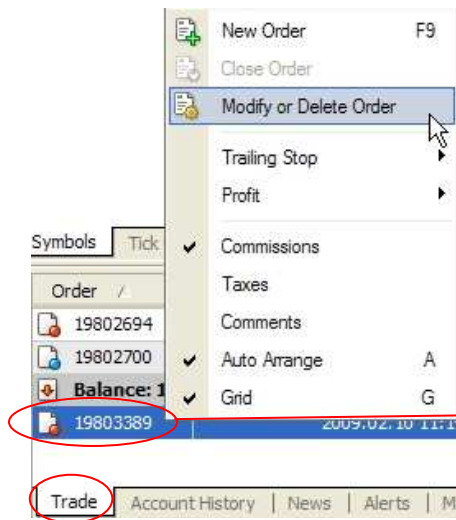 New Order F9
Close Order
Modify or Delete Order
Trailing Stop
Profit
Symbols Tick
Commissions
Order /
Taxes
19802694
Comments
19802700
Auto Arrange A
Balance: 1
Grid G
19803389 2009.02.10 11:1
Trade Account History | News | Alerts | M